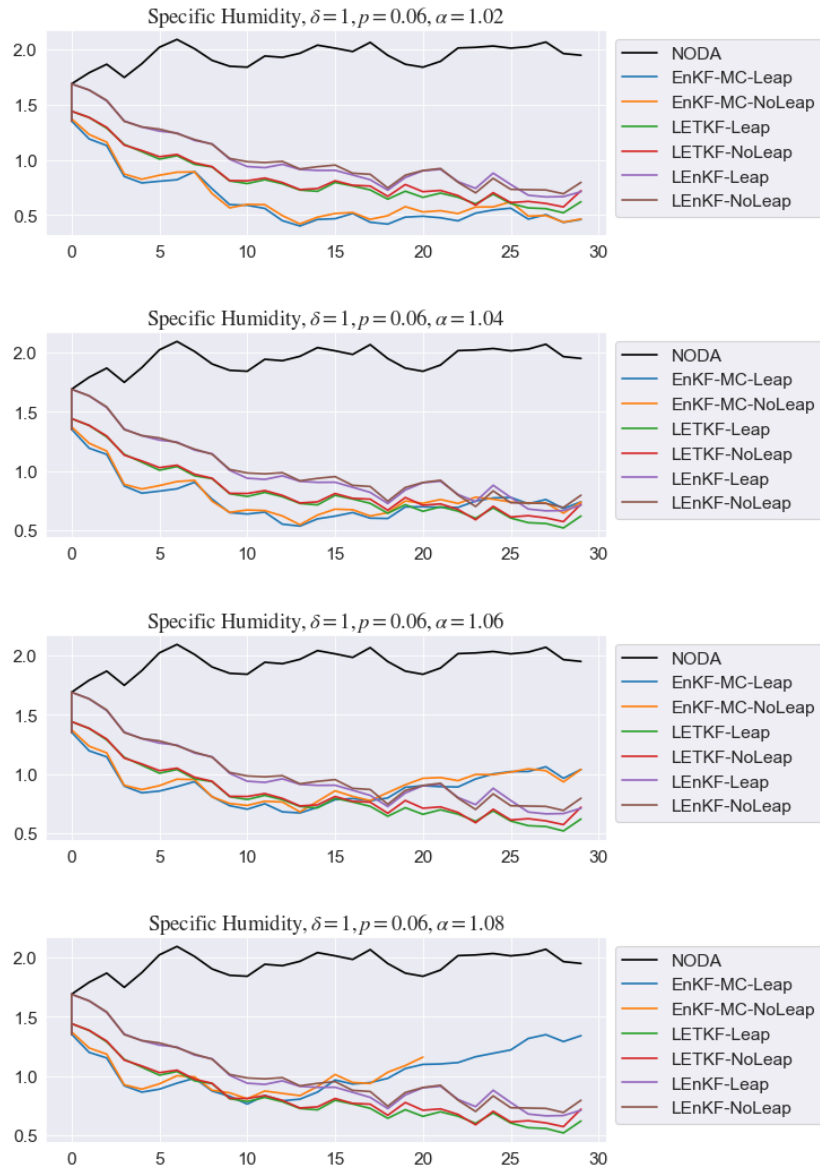 Specific Humidity, δ = 1, p = 0.06, α = 1.02
2.0
1.5
1.0
0.5
0 5 10 15 20 25 30
NODA
EnKF-MC-Leap
EnKF-MC-NoLeap
LETKF-Leap
LETKF-NoLeap
LEnKF-Leap
LEnKF-NoLeap
Specific Humidity, δ = 1, p = 0.06, α = 1.04
2.0
1.5
1.0
0.5
0 5 10 15 20 25 30
NODA
EnKF-MC-Leap
EnKF-MC-NoLeap
LETKF-Leap
LETKF-NoLeap
LEnKF-Leap
LEnKF-NoLeap
Specific Humidity, δ = 1, p = 0.06, α = 1.06
2.0
1.5
1.0
0.5
0 5 10 15 20 25 30
NODA
EnKF-MC-Leap
EnKF-MC-NoLeap
LETKF-Leap
LETKF-NoLeap
LEnKF-Leap
LEnKF-NoLeap
Specific Humidity, δ = 1, p = 0.06, α = 1.08
2.0
1.5
1.0
0.5
0 5 10 15 20 25 30
NODA
EnKF-MC-Leap
EnKF-MC-NoLeap
LETKF-Leap
LETKF-NoLeap
LEnKF-Leap
LEnKF-NoLeap